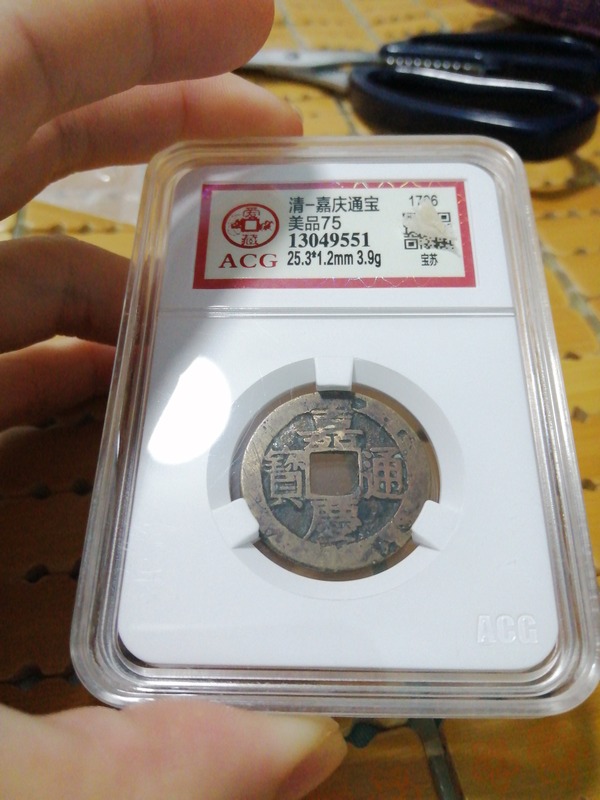 清-嘉庆通宝
美品75
13049551
25.3*1.2mm 3.9g
ACG
宝苏
嘉
慶
通
寳
ACG